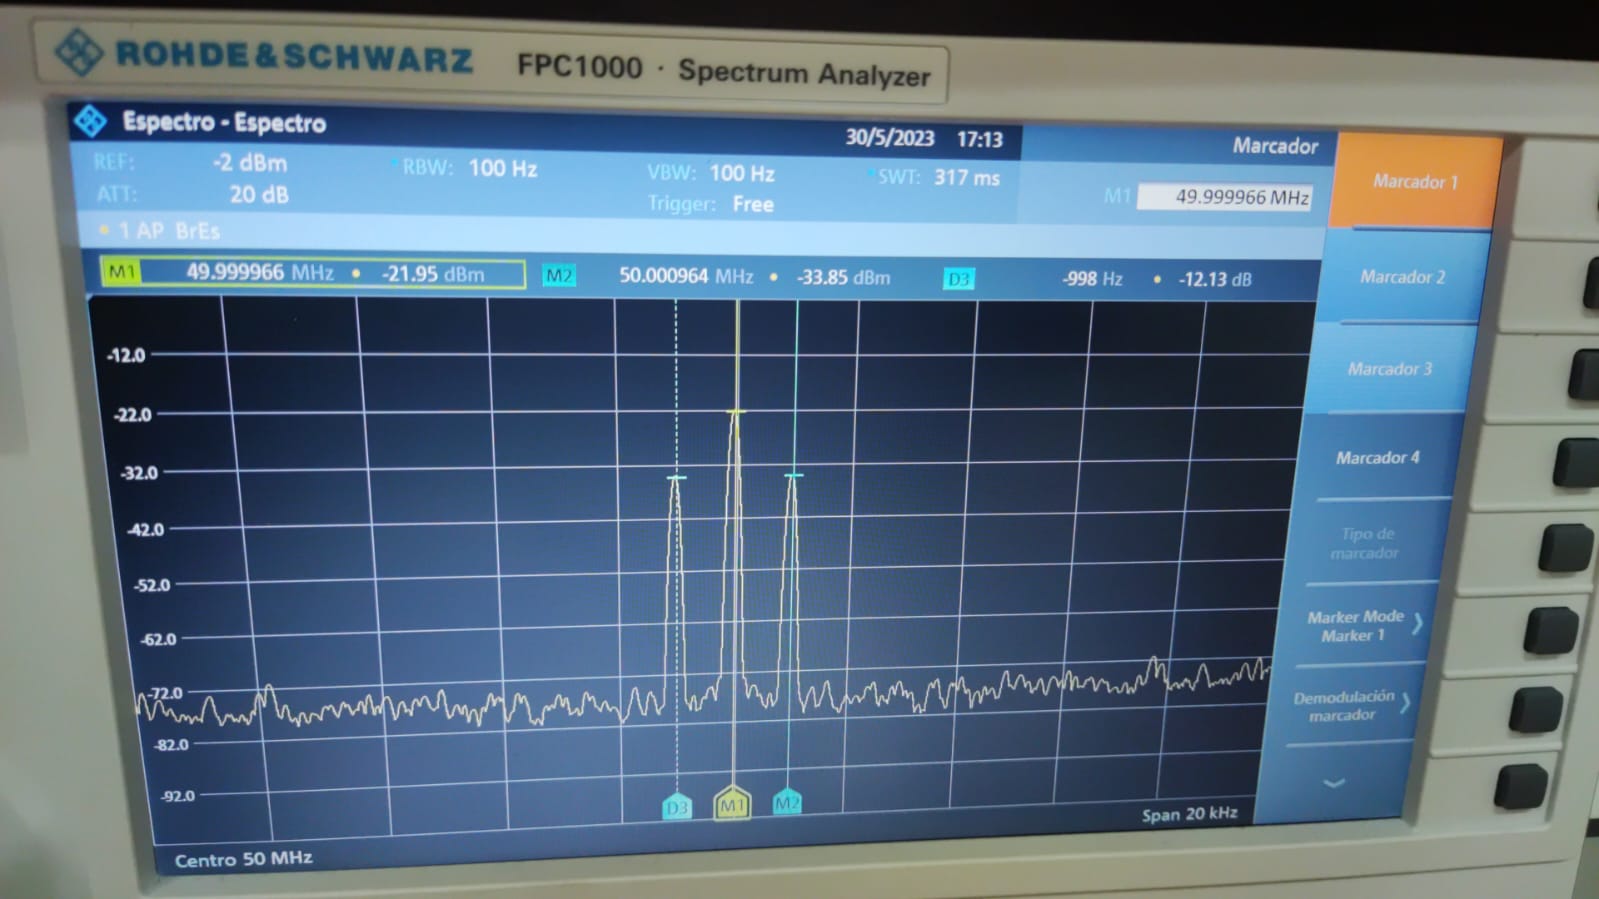 ROHDE & SCHWARZ FPC1000 · Spectrum Analyzer
Espectro - Espectro
30/5/2023 17:13
Marcador
REF: -2 dBm RBW: 100 Hz VBW: 100 Hz SWT: 317 ms
ATT: 20 dB Trigger: Free
M1 49.999966 MHz
1 AP BrEs
M1 49.999966 MHz • -21.95 dBm M2 50.000964 MHz • -33.85 dBm D3 -998 Hz • -12.13 dB
-12.0
-22.0
-32.0
-42.0
-52.0
-62.0
-72.0
-82.0
-92.0
D3 M1 M2
Centro 50 MHz Span 20 kHz
Marcador 1
Marcador 2
Marcador 3
Marcador 4
Tipo de
marcador
Marker Mode
Marker 1
Demodulación
marcador